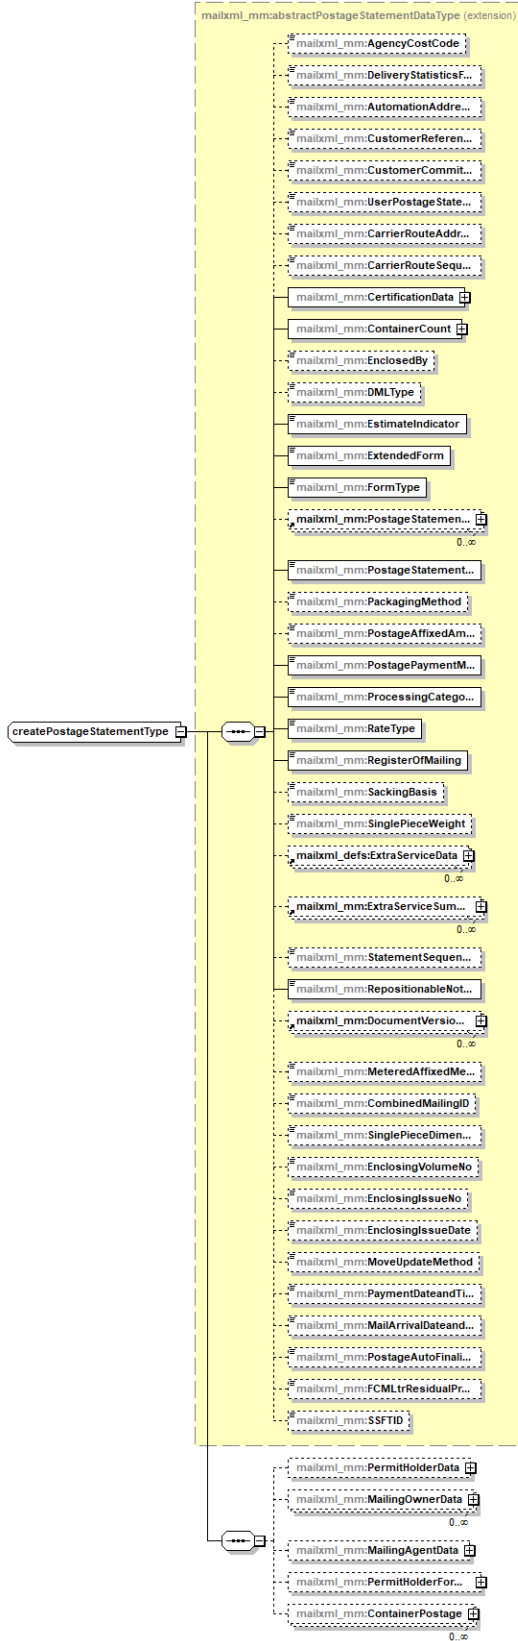 mailxml_mm:abstractPostageStatementDataType (extension)
mailxml_mm:AgencyCostCode
mailxml_mm:DeliveryStatisticsF...
mailxml_mm:AutomationAddre...
mailxml_mm:CustomerReferen...
mailxml_mm:CustomerCommit...
mailxml_mm:UserPostageState...
mailxml_mm:CarrierRouteAddr...
mailxml_mm:CarrierRouteSequ...
mailxml_mm:CertificationData
mailxml_mm:ContainerCount
mailxml_mm:EnclosedBy
mailxml_mm:DMLType
mailxml_mm:EstimateIndicator
mailxml_mm:ExtendedForm
mailxml_mm:FormType
mailxml_mm:PostageStatemen...
0..∞
mailxml_mm:PostageStatement...
mailxml_mm:PackagingMethod
mailxml_mm:PostageAffixedAm...
mailxml_mm:PostagePaymentM...
mailxml_mm:ProcessingCatego...
createPostageStatementType
mailxml_mm:RateType
mailxml_mm:RegisterOfMailing
mailxml_mm:SackingBasis
mailxml_mm:SinglePieceWeight
mailxml_defs:ExtraServiceData
0..∞
mailxml_mm:ExtraServiceSum...
0..∞
mailxml_mm:StatementSequen...
mailxml_mm:RepositionableNot...
mailxml_mm:DocumentVersio...
0..∞
mailxml_mm:MeteredAffixedMe...
mailxml_mm:CombinedMailingID
mailxml_mm:SinglePieceDimen...
mailxml_mm:EnclosingVolumeNo
mailxml_mm:EnclosingIssueNo
mailxml_mm:EnclosingIssueDate
mailxml_mm:MoveUpdateMethod
mailxml_mm:PaymentDateandTi...
mailxml_mm:MailArrivalDateand...
mailxml_mm:PostageAutoFinali...
mailxml_mm:FCMLtrResidualPr...
mailxml_mm:SSFTID
mailxml_mm:PermitHolderData
mailxml_mm:MailingOwnerData
0..∞
mailxml_mm:MailingAgentData
mailxml_mm:PermitHolderFor...
mailxml_mm:ContainerPostage
0..∞